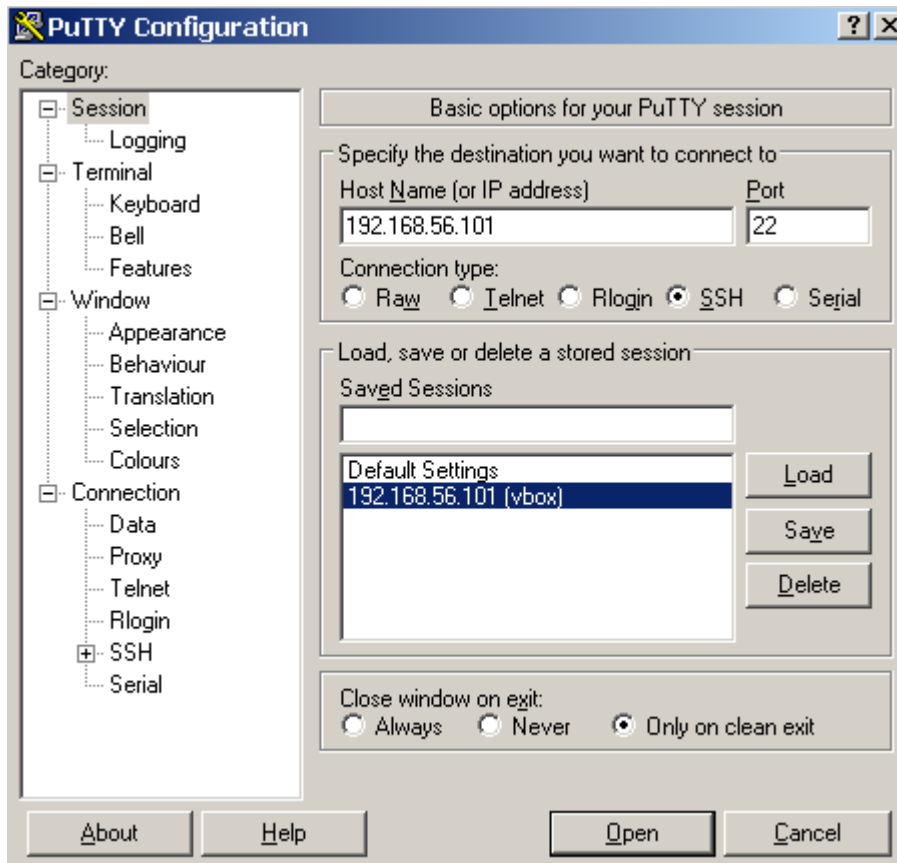 PuTTY Configuration
Category:
Session
Logging
Terminal
Keyboard
Bell
Features
Window
Appearance
Behaviour
Translation
Selection
Colours
Connection
Data
Proxy
Telnet
Rlogin
SSH
Serial
Basic options for your PuTTY session
Specify the destination you want to connect to
Host Name (or IP address) Port
192.168.56.101 22
Connection type:
Raw Telnet Rlogin SSH Serial
Load, save or delete a stored session
Saved Sessions
Default Settings
192.168.56.101 (vbox)
Load
Save
Delete
Close window on exit:
Always Never Only on clean exit
About Help Open Cancel